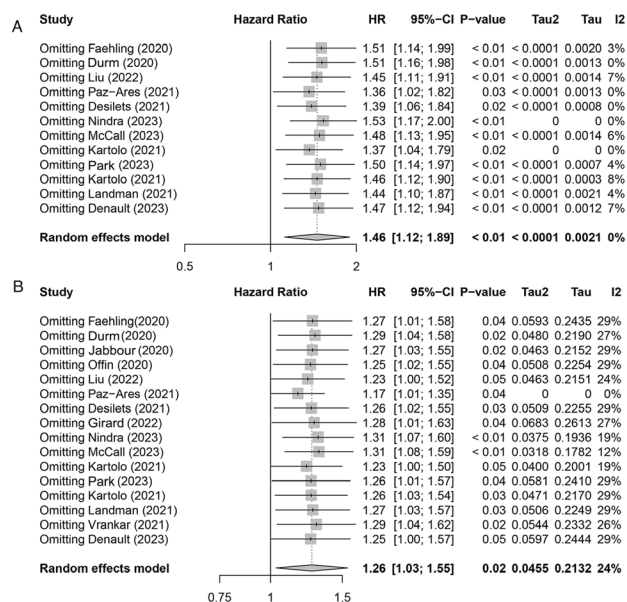 A
Study Hazard Ratio HR 95%−CI P-value Tau2 Tau I2
Omitting Faehling (2020) 1.51 [1.14; 1.99] < 0.01 < 0.0001 0.0020 3%
Omitting Durm (2020) 1.51 [1.16; 1.98] < 0.01 < 0.0001 0.0013 0%
Omitting Liu (2022) 1.45 [1.11; 1.91] < 0.01 < 0.0001 0.0014 7%
Omitting Paz−Ares (2021) 1.36 [1.02; 1.82] 0.03 < 0.0001 0.0013 0%
Omitting Desilets (2021) 1.39 [1.06; 1.84] 0.02 < 0.0001 0.0008 0%
Omitting Nindra (2023) 1.53 [1.17; 2.00] < 0.01 0 0 0%
Omitting McCall (2023) 1.48 [1.13; 1.95] < 0.01 < 0.0001 0.0014 6%
Omitting Kartolo (2021) 1.37 [1.04; 1.79] 0.02 0 0 0%
Omitting Park (2023) 1.50 [1.14; 1.97] < 0.01 < 0.0001 0.0007 4%
Omitting Kartolo (2021) 1.46 [1.12; 1.90] < 0.01 < 0.0001 0.0003 8%
Omitting Landman (2021) 1.44 [1.10; 1.87] < 0.01 < 0.0001 0.0021 4%
Omitting Denault (2023) 1.47 [1.12; 1.94] < 0.01 < 0.0001 0.0012 7%
Random effects model 1.46 [1.12; 1.89] < 0.01 < 0.0001 0.0021 0%
0.5 1 2
B
Study Hazard Ratio HR 95%−CI P-value Tau2 Tau I2
Omitting Faehling(2020) 1.27 [1.01; 1.58] 0.04 0.0593 0.2435 29%
Omitting Durm(2020) 1.29 [1.04; 1.58] 0.02 0.0480 0.2190 27%
Omitting Jabbour (2020) 1.27 [1.03; 1.55] 0.02 0.0463 0.2152 29%
Omitting Offin (2020) 1.25 [1.02; 1.55] 0.04 0.0508 0.2254 29%
Omitting Liu (2022) 1.23 [1.00; 1.52] 0.05 0.0463 0.2151 24%
Omitting Paz−Ares (2021) 1.17 [1.01; 1.35] 0.04 0 0 0%
Omitting Desilets (2021) 1.26 [1.02; 1.55] 0.03 0.0509 0.2255 29%
Omitting Girard (2022) 1.28 [1.01; 1.63] 0.04 0.0683 0.2613 27%
Omitting Nindra (2023) 1.31 [1.07; 1.60] < 0.01 0.0375 0.1936 19%
Omitting McCall (2023) 1.31 [1.08; 1.59] < 0.01 0.0318 0.1782 12%
Omitting Kartolo (2021) 1.23 [1.00; 1.50] 0.05 0.0400 0.2001 19%
Omitting Park (2023) 1.26 [1.01; 1.57] 0.04 0.0581 0.2410 29%
Omitting Kartolo (2021) 1.26 [1.03; 1.54] 0.03 0.0471 0.2170 29%
Omitting Landman (2021) 1.27 [1.03; 1.57] 0.03 0.0506 0.2249 29%
Omitting Vrankar (2021) 1.29 [1.04; 1.62] 0.02 0.0544 0.2332 26%
Omitting Denault (2023) 1.25 [1.00; 1.57] 0.05 0.0597 0.2444 29%
Random effects model 1.26 [1.03; 1.55] 0.02 0.0455 0.2132 24%
0.75 1 1.5